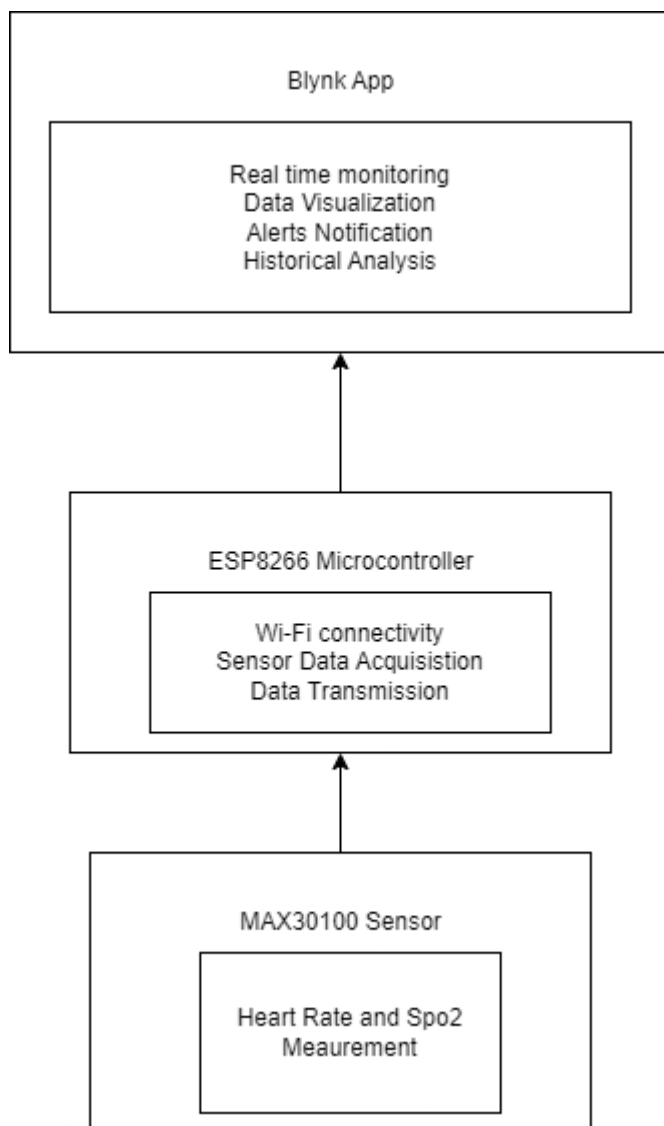 Blynk App
Real time monitoring
Data Visualization
Alerts Notification
Historical Analysis
ESP8266 Microcontroller
Wi-Fi connectivity
Sensor Data Acquisistion
Data Transmission
MAX30100 Sensor
Heart Rate and Spo2
Meaurement